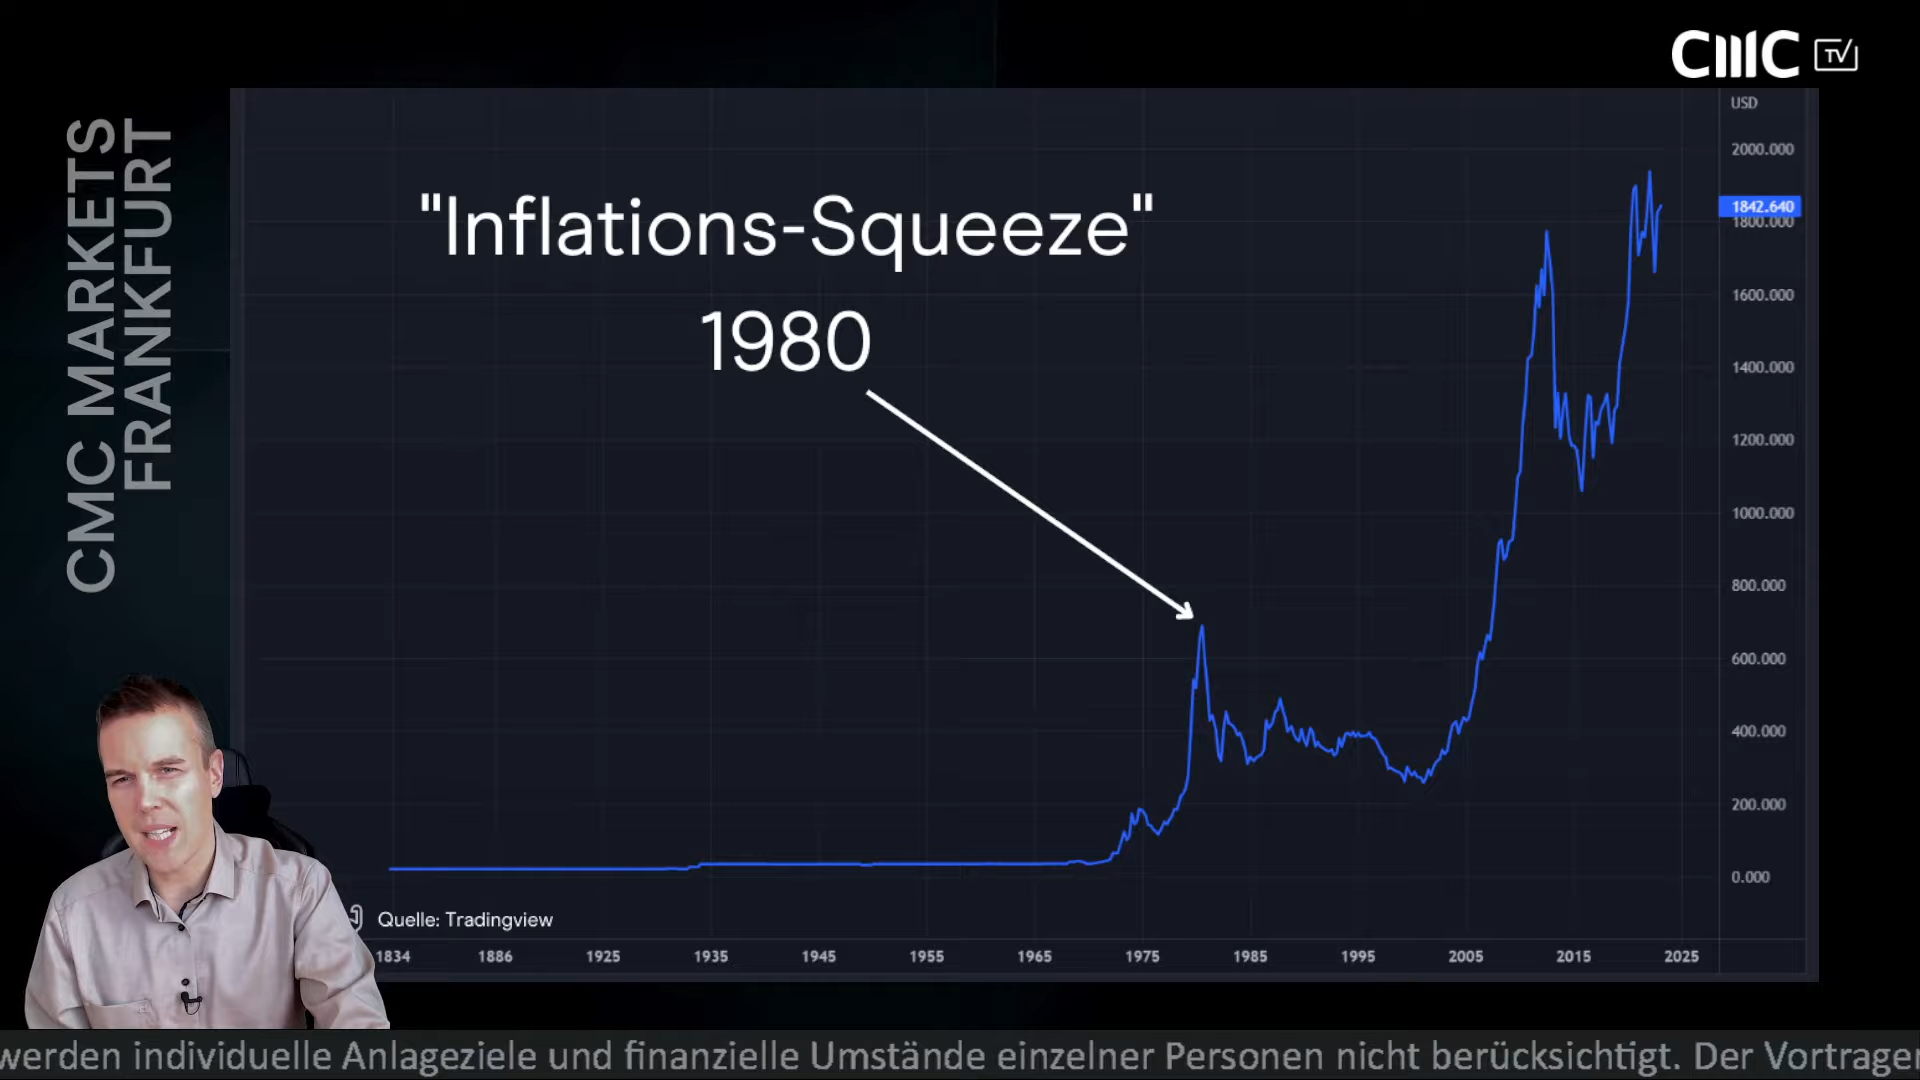 CMC TV
CMC MARKETS
FRANKFURT
"Inflations-Squeeze"
1980
USD
2000.000
1842.640
1800.000
1600.000
1400.000
1200.000
1000.000
800.000
600.000
400.000
200.000
0.000
Quelle: Tradingview
1834 1886 1925 1935 1945 1955 1965 1975 1985 1995 2005 2015 2025
werden individuelle Anlageziele und finanzielle Umstände einzelner Personen nicht berücksichtigt. Der Vortrager